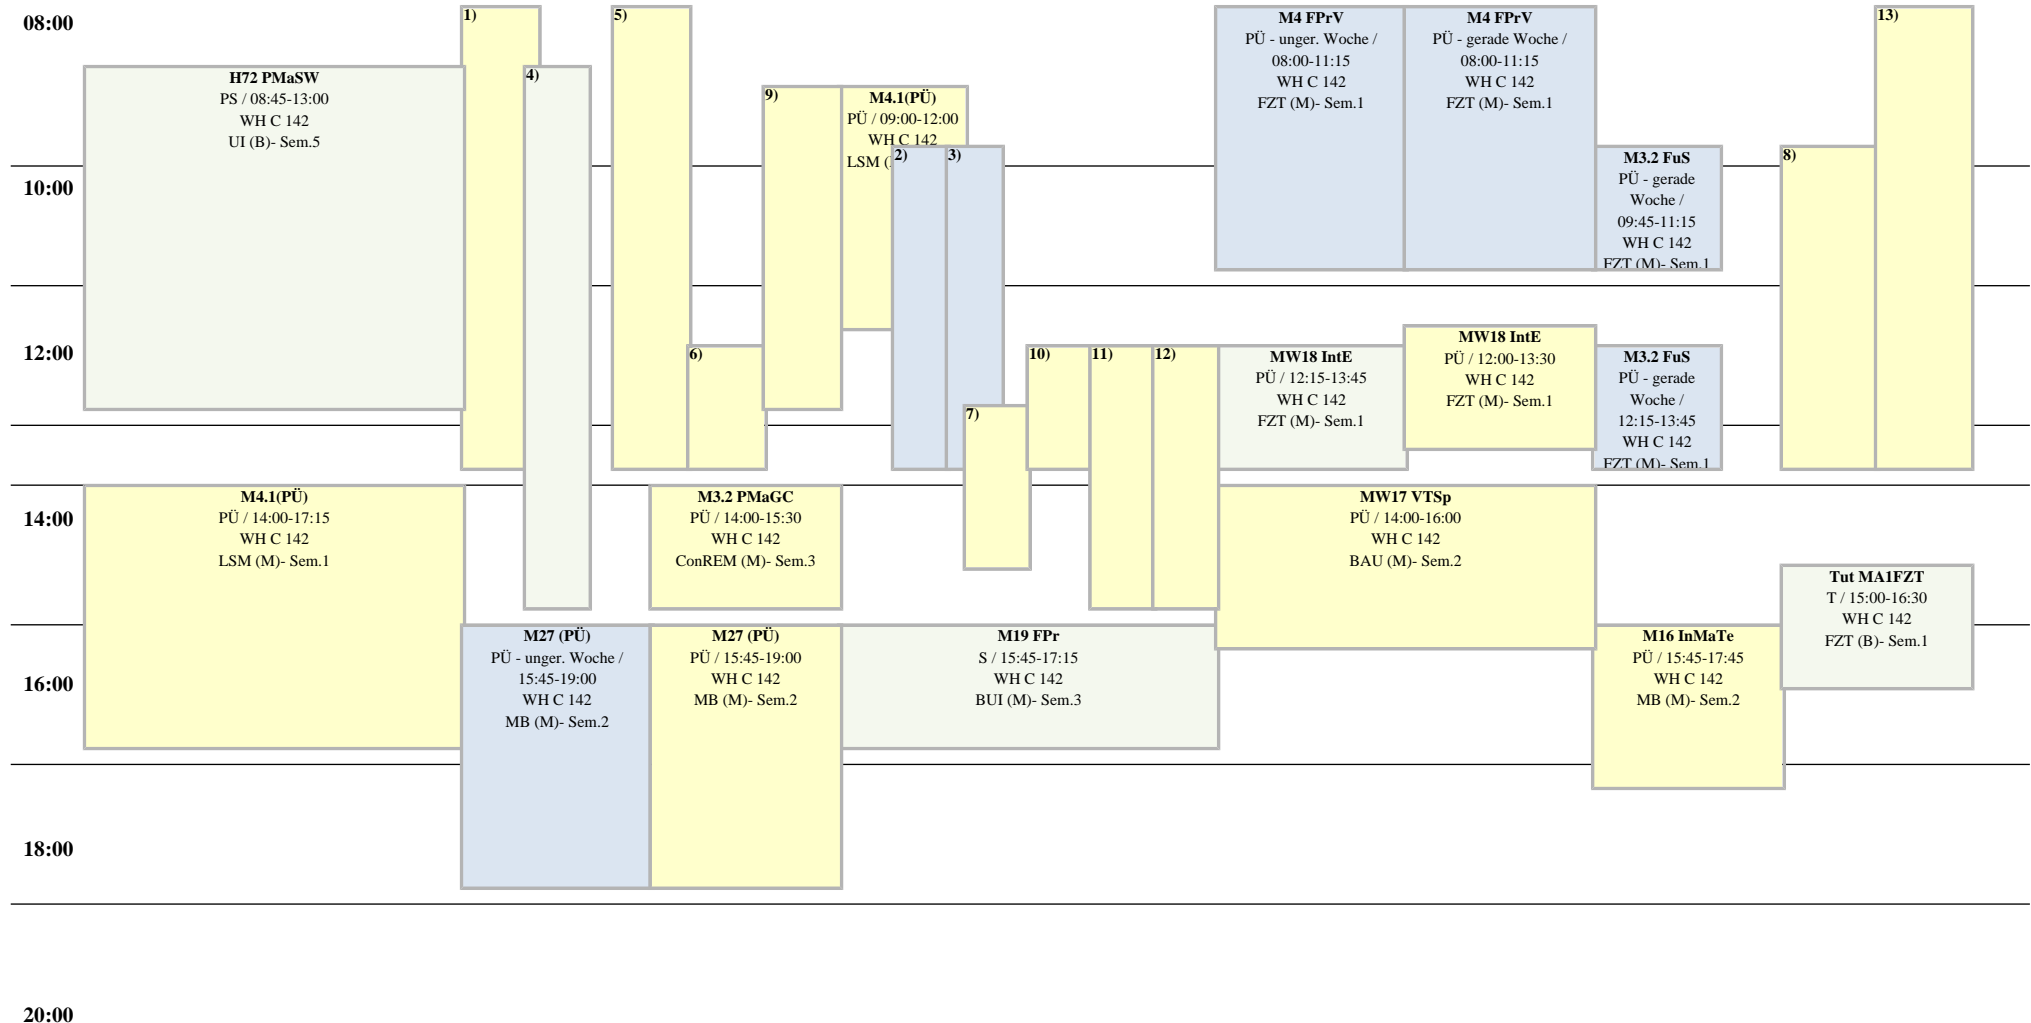 08:00
10:00
12:00
14:00
16:00
18:00
20:00
H72 PMaSW
PS / 08:45-13:00
WH C 142
UI (B)- Sem.5
M4.1(PÜ)
PÜ / 14:00-17:15
WH C 142
LSM (M)- Sem.1
1)
4)
M27 (PÜ)
PÜ - unger. Woche /
15:45-19:00
WH C 142
MB (M)- Sem.2
5)
6)
M3.2 PMaGC
PÜ / 14:00-15:30
WH C 142
ConREM (M)- Sem.3
M27 (PÜ)
PÜ / 15:45-19:00
WH C 142
MB (M)- Sem.2
9)
M4.1(PÜ)
PÜ / 09:00-12:00
WH C 142
LSM (
2)
3)
7)
10)
11)
12)
M19 FPr
S / 15:45-17:15
WH C 142
BUI (M)- Sem.3
M4 FPrV
PÜ - unger. Woche /
08:00-11:15
WH C 142
FZT (M)- Sem.1
M4 FPrV
PÜ - gerade Woche /
08:00-11:15
WH C 142
FZT (M)- Sem.1
MW18 IntE
PÜ / 12:15-13:45
WH C 142
FZT (M)- Sem.1
MW18 IntE
PÜ / 12:00-13:30
WH C 142
FZT (M)- Sem.1
MW17 VTSp
PÜ / 14:00-16:00
WH C 142
BAU (M)- Sem.2
M3.2 FuS
PÜ - gerade
Woche /
09:45-11:15
WH C 142
FZT (M)- Sem.1
M3.2 FuS
PÜ - gerade
Woche /
12:15-13:45
WH C 142
FZT (M)- Sem.1
M16 InMaTe
PÜ / 15:45-17:45
WH C 142
MB (M)- Sem.2
8)
13)
Tut MA1FZT
T / 15:00-16:30
WH C 142
FZT (B)- Sem.1